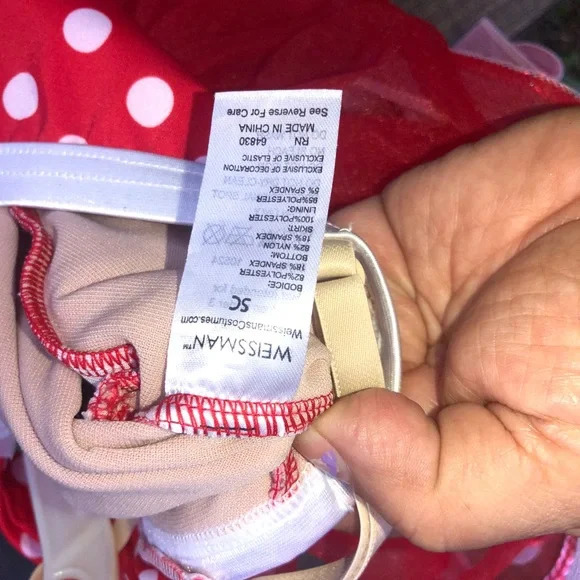 WEISSMAN™
WeissmansCostumes.com
SC
BODICE:
82%POLYESTER
18% SPANDEX
BOTTOM:
82% NYLON
18% SPANDEX
SKIRT:
100%POLYESTER
LINING:
95%POLYESTER
5% SPANDEX
EXCLUSIVE OF DECORATION
EXCLUSIVE OF ELASTIC
RN 64830
MADE IN CHINA
See Reverse For Care